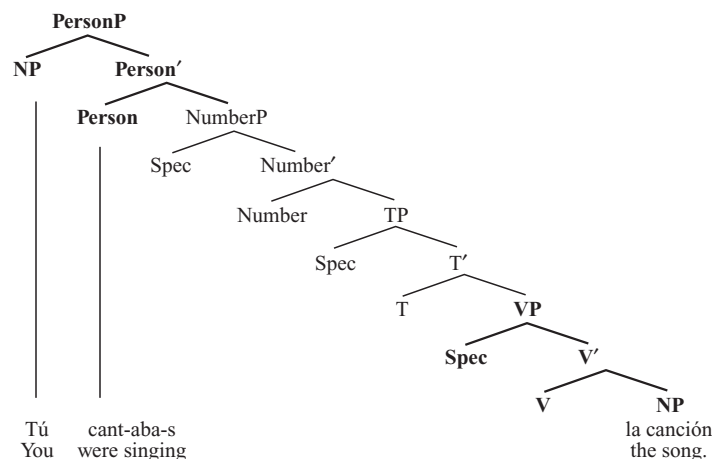 PersonP
NP Person′
Person NumberP
Spec Number′
Number TP
Spec T′
T VP
Spec V′
V NP
Tú cant-aba-s la canción
You were singing the song.